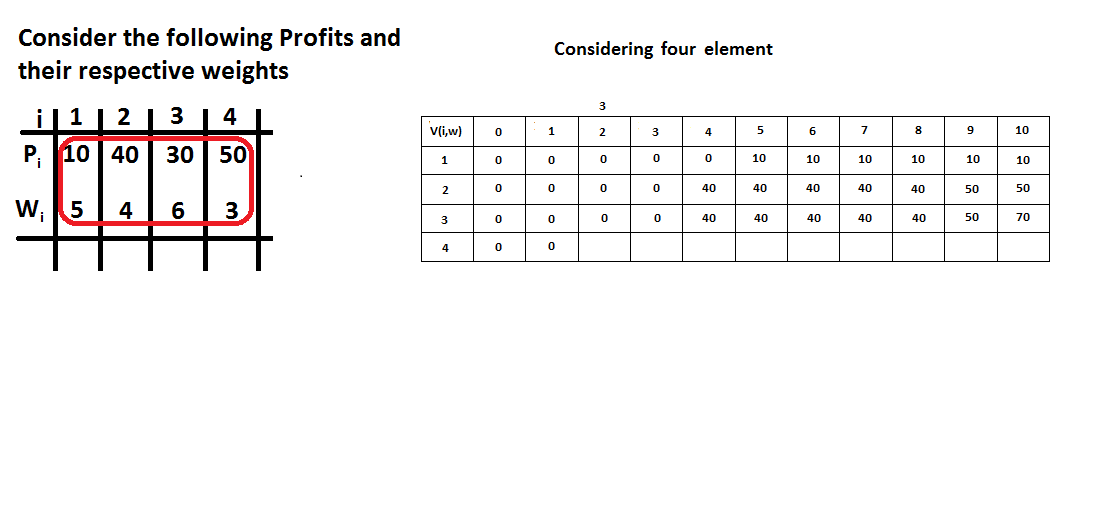 Consider the following Profits and
their respective weights
i 1 2 3 4
Pi 10 40 30 50
Wi 5 4 6 3
Considering four element
3
V(i,w) 0 1 2 3 4 5 6 7 8 9 10
1 0 0 0 0 0 10 10 10 10 10 10
2 0 0 0 0 40 40 40 40 40 50 50
3 0 0 0 0 40 40 40 40 40 50 70
4 0 0